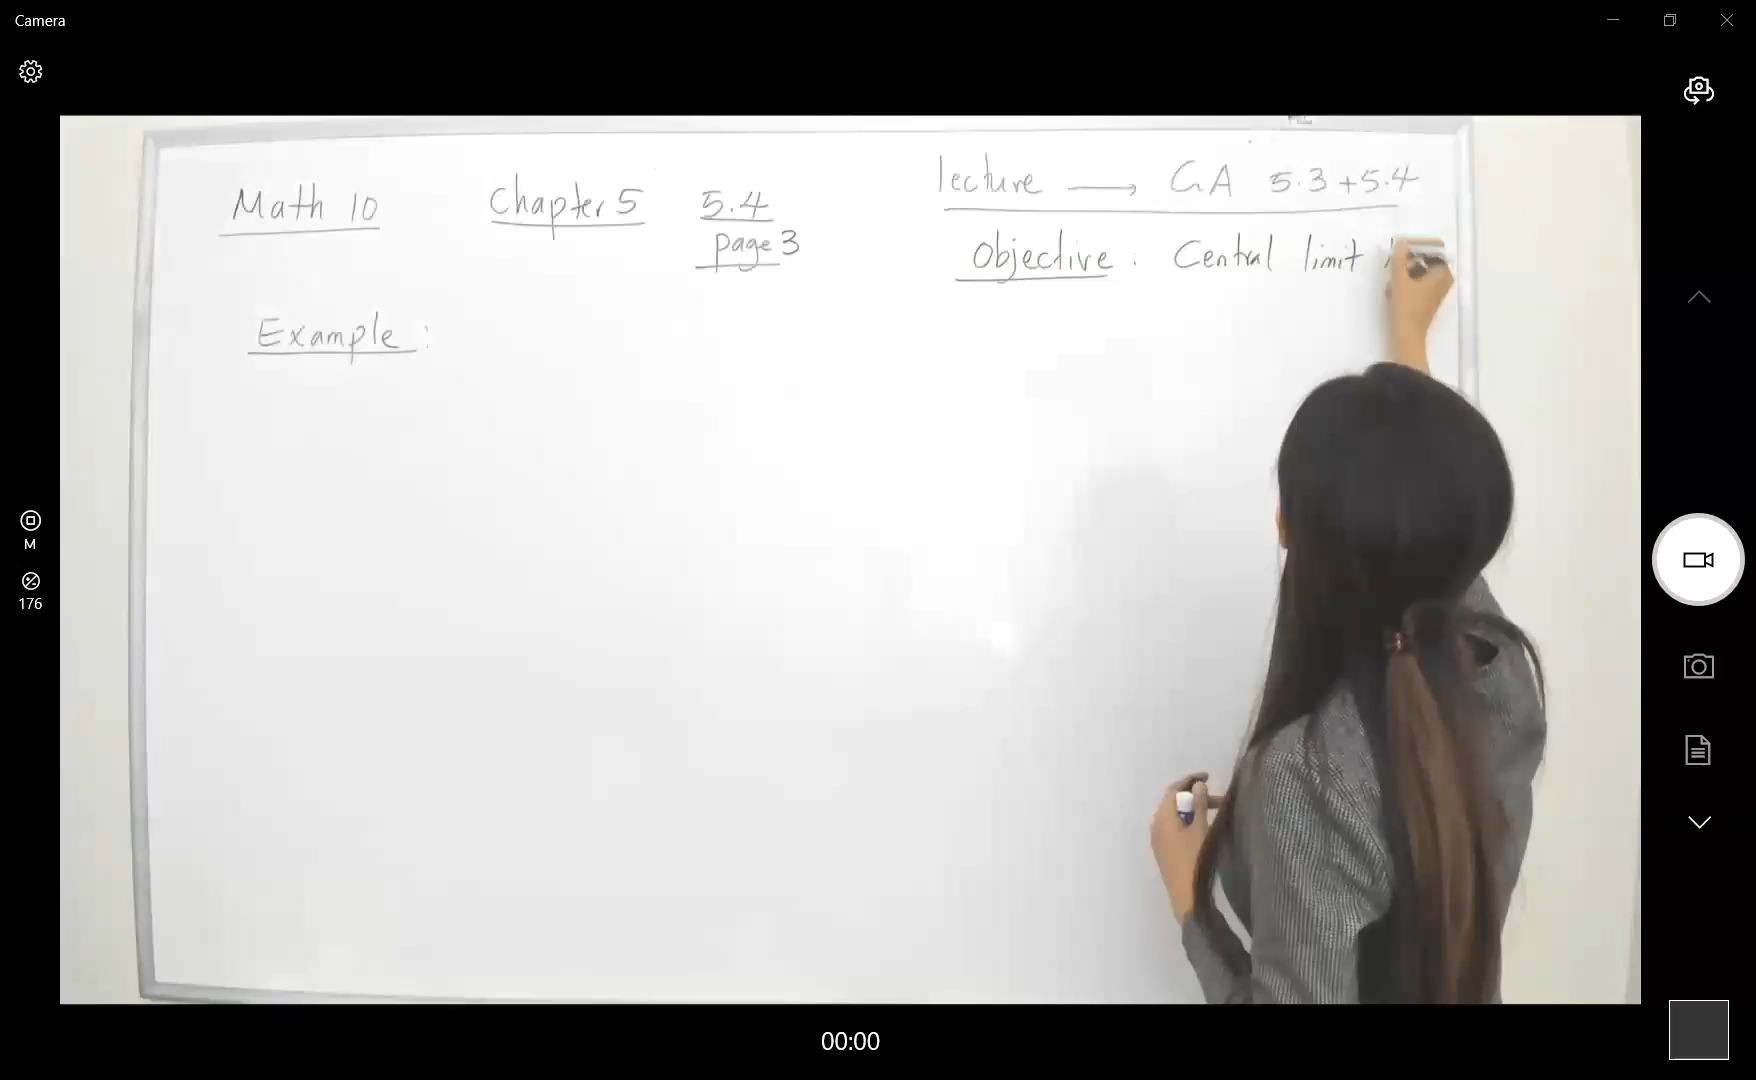 Camera
Math 10 Chapter 5 5.4
page 3
lecture → GA 5.3 + 5.4
Objective : Central limit
Example :
M
176
00:00